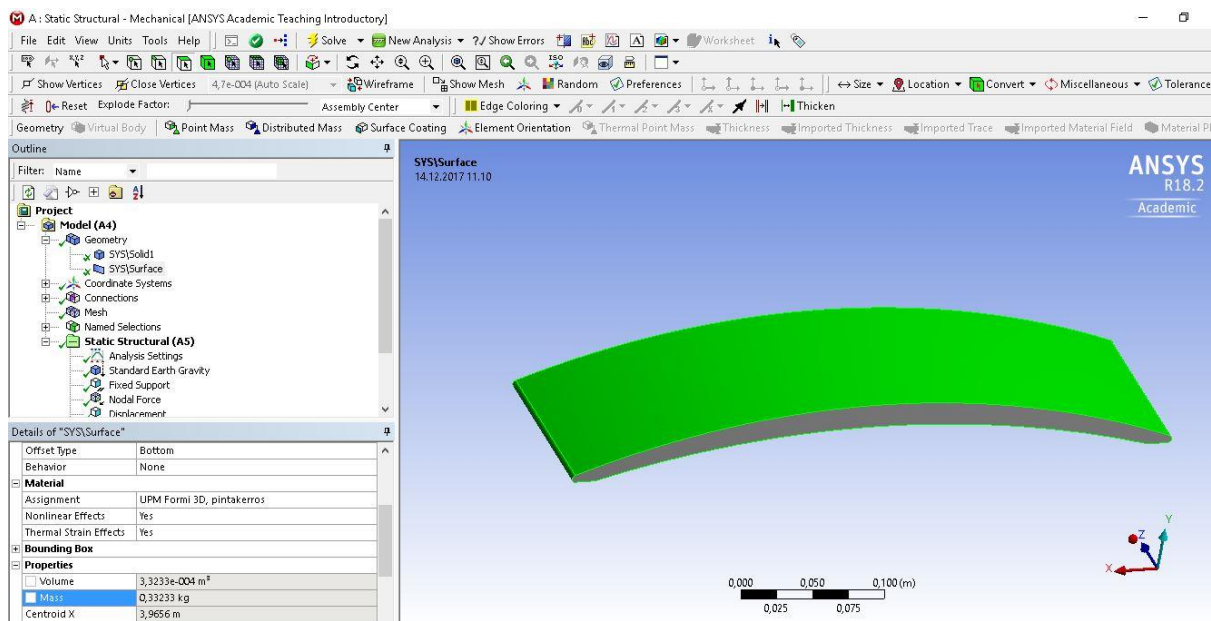 A : Static Structural - Mechanical [ANSYS Academic Teaching Introductory]
File Edit View Units Tools Help Solve New Analysis ?/ Show Errors Worksheet
Show Vertices Close Vertices 4,7e-004 (Auto Scale) Wireframe Show Mesh Random Preferences Size Location Convert Miscellaneous Tolerance
Reset Explode Factor: Assembly Center Edge Coloring Thicken
Geometry Virtual Body Point Mass Distributed Mass Surface Coating Element Orientation Thermal Point Mass Thickness Imported Thickness Imported Trace Imported Material Field Material Pl
Outline
Filter: Name
Project
Model (A4)
Geometry
SYS\Solid1
SYS\Surface
Coordinate Systems
Connections
Mesh
Named Selections
Static Structural (A5)
Analysis Settings
Standard Earth Gravity
Fixed Support
Nodal Force
Displacement
Details of "SYS\Surface"
Offset Type Bottom
Behavior None
Material
Assignment UPM Formi 3D, pintakerros
Nonlinear Effects Yes
Thermal Strain Effects Yes
Bounding Box
Properties
Volume 3,3233e-004 m³
Mass 0,33233 kg
Centroid X 3,9656 m
SYS\Surface
14.12.2017 11.10
ANSYS
R18.2
Academic
0,000 0,050 0,100 (m)
0,025 0,075
Y
Z
X